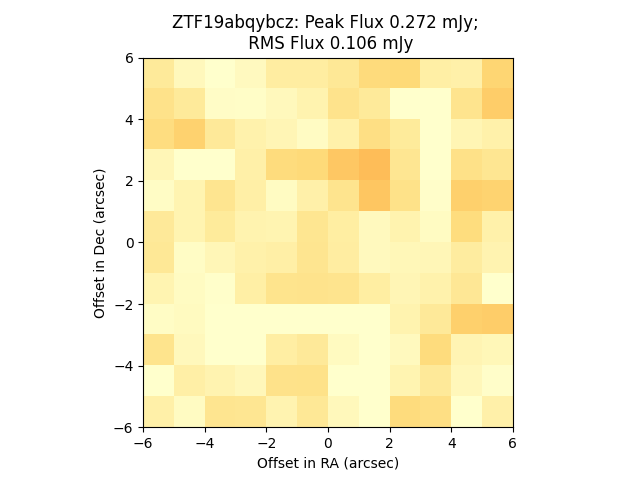 ZTF19abqybcz: Peak Flux 0.272 mJy;
RMS Flux 0.106 mJy
6
4
2
0
−2
−4
−6
Offset in Dec (arcsec)
−6 −4 −2 0 2 4 6
Offset in RA (arcsec)